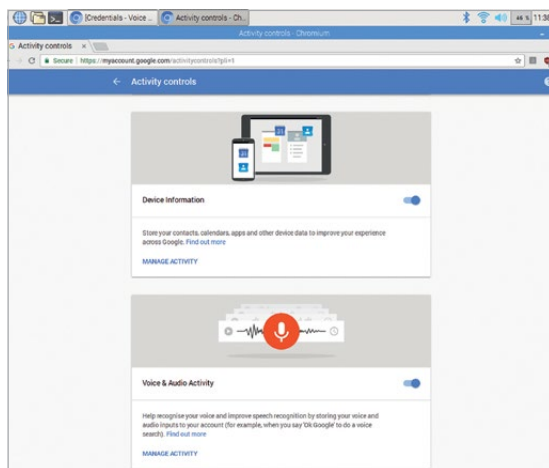 [Credentials - Voice ...
Activity controls - Ch...
11:38
Activity controls - Chromium
Activity controls ×
Secure | https://myaccount.google.com/activitycontrols?pli=1
Activity controls
Device Information
Store your contacts, calendars, apps and other device data to improve your experience
across Google. Find out more
MANAGE ACTIVITY
Voice & Audio Activity
Help recognise your voice and improve speech recognition by storing your voice and
audio inputs to your account (for example, when you say 'Ok Google' to do a voice
search). Find out more
MANAGE ACTIVITY